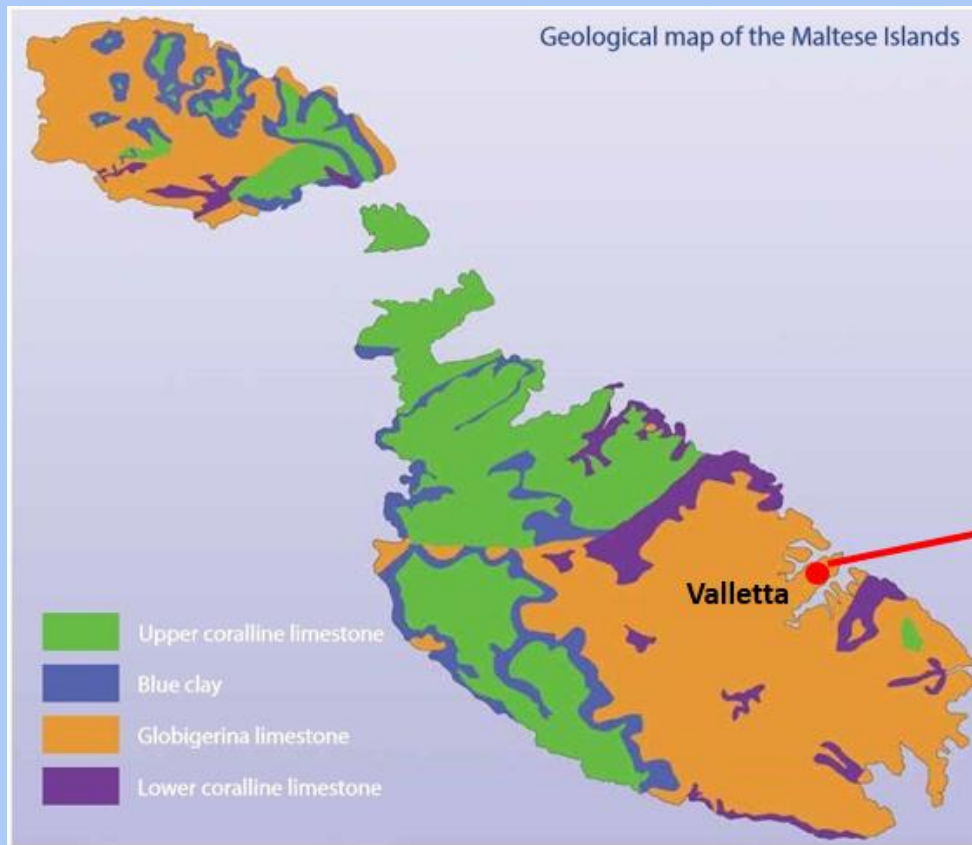 Geological map of the Maltese Islands
Valletta
Upper coralline limestone
Blue clay
Globigerina limestone
Lower coralline limestone